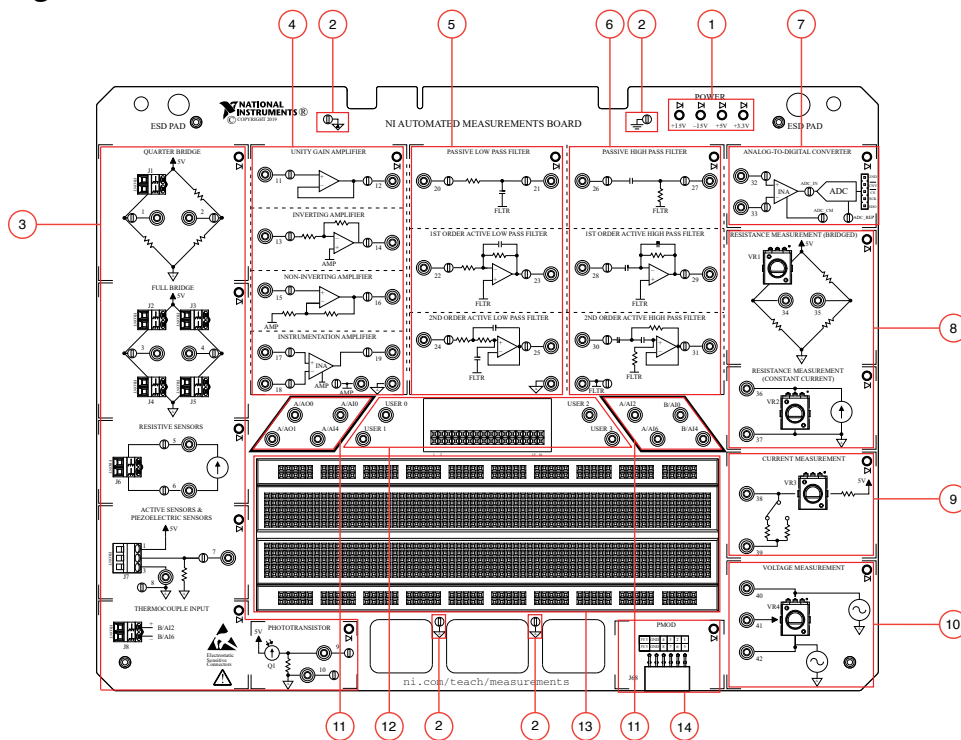 4
2
5
6
2
1
7
NATIONAL
INSTRUMENTS ®
© COPYRIGHT 2019
ESD PAD
NI AUTOMATED MEASUREMENTS BOARD
POWER
+15V
-15V
+5V
+3.3V
ESD PAD
3
QUARTER BRIDGE
5V
J1
1
2
FULL BRIDGE
5V
J2
J3
3
4
J4
J5
RESISTIVE SENSORS
5
J6
6
ACTIVE SENSORS &
PIEZOELECTRIC SENSORS
5V
1
7
3
J7
8
THERMOCOUPLE INPUT
+ B/AI2
– B/AI6
J8
Electrostatic
Sensitive
Connectors
UNITY GAIN AMPLIFIER
11
12
INVERTING AMPLIFIER
13
14
AMP
NON-INVERTING AMPLIFIER
15
16
AMP
INSTRUMENTATION AMPLIFIER
17
INA
19
18
AMP
AMP
PASSIVE LOW PASS FILTER
20
21
FLTR
1ST ORDER ACTIVE LOW PASS FILTER
22
23
FLTR
2ND ORDER ACTIVE LOW PASS FILTER
24
25
FLTR
PASSIVE HIGH PASS FILTER
26
27
FLTR
1ST ORDER ACTIVE HIGH PASS FILTER
28
29
FLTR
2ND ORDER ACTIVE HIGH PASS FILTER
30
31
FLTR
FLTR
ANALOG-TO-DIGITAL CONVERTER
32
INA
ADC_IN
ADC
33
ADC_CM
ADC_REF
GND
RESISTANCE MEASUREMENT (BRIDGED)
5V
VR1
34
35
8
RESISTANCE MEASUREMENT
(CONSTANT CURRENT)
36
VR2
37
CURRENT MEASUREMENT
VR3
5V
38
39
9
VOLTAGE MEASUREMENT
40
VR4
41
42
10
A/AO0
A/AI0
A/AO1
A/AI4
USER 0
USER 1
USER 2
USER 3
A/AI2
B/AI0
A/AI6
B/AI4
PHOTOTRANSISTOR
5V
Q1
9
10
PMOD
J68
ni.com/teach/measurements
11
12
2
2
13
11
14